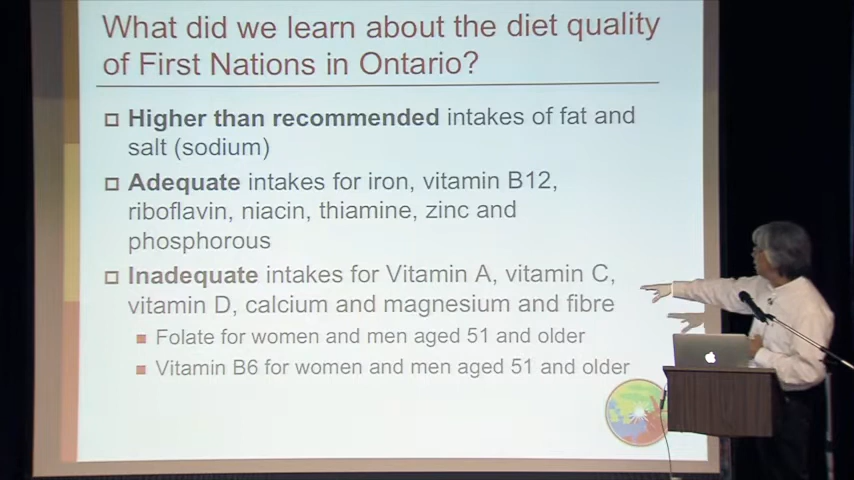 What did we learn about the diet quality
of First Nations in Ontario?
Higher than recommended intakes of fat and
salt (sodium)
Adequate intakes for iron, vitamin B12,
riboflavin, niacin, thiamine, zinc and
phosphorous
Inadequate intakes for Vitamin A, vitamin C,
vitamin D, calcium and magnesium and fibre
Folate for women and men aged 51 and older
Vitamin B6 for women and men aged 51 and older